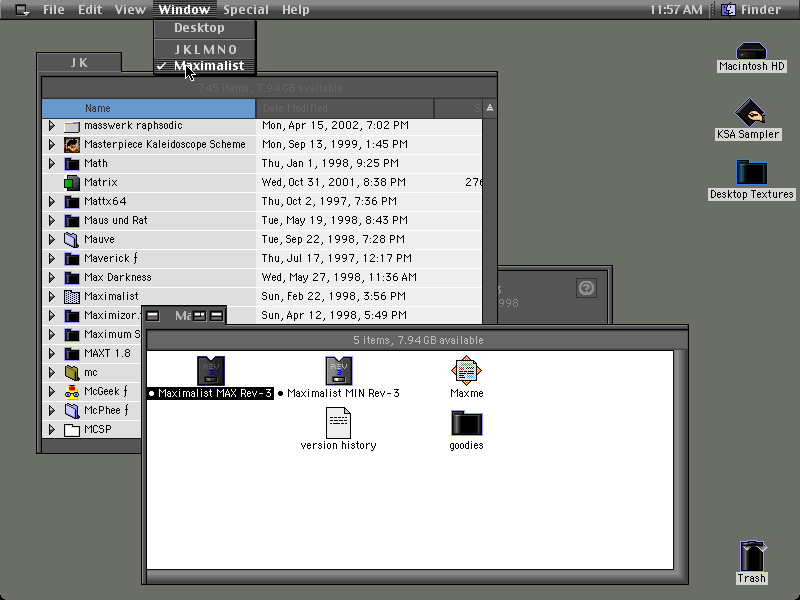 File Edit View Window Special Help 11:57 AM Finder
Desktop
J K L M N O
Maximalist
J K
745 items, 7.94 GB available
Name Date Modified
masswerk raphsodic Mon, Apr 15, 2002, 7:02 PM
Masterpiece Kaleidoscope Scheme Mon, Sep 13, 1999, 1:45 PM
Math Thu, Jan 1, 1998, 9:25 PM
Matrix Wed, Oct 31, 2001, 8:38 PM 276
Mattx64 Thu, Oct 2, 1997, 7:36 PM
Maus und Rat Tue, May 19, 1998, 8:43 PM
Mauve Tue, Sep 22, 1998, 7:28 PM
Maverick ƒ Thu, Jul 17, 1997, 12:17 PM
Max Darkness Wed, May 27, 1998, 11:36 AM
Maximalist Sun, Feb 22, 1998, 3:56 PM
Maximizor. Sun, Apr 12, 1998, 5:49 PM
Maximum S
MAXT 1.8
mc
McGeek ƒ
McPhee ƒ
MCSP
998
Ma
5 items, 7.94 GB available
REV 3
REV 3
• Maximalist MAX Rev-3 • Maximalist MIN Rev-3 Maxme
version history goodies
Macintosh HD
KSA Sampler
Desktop Textures
Trash